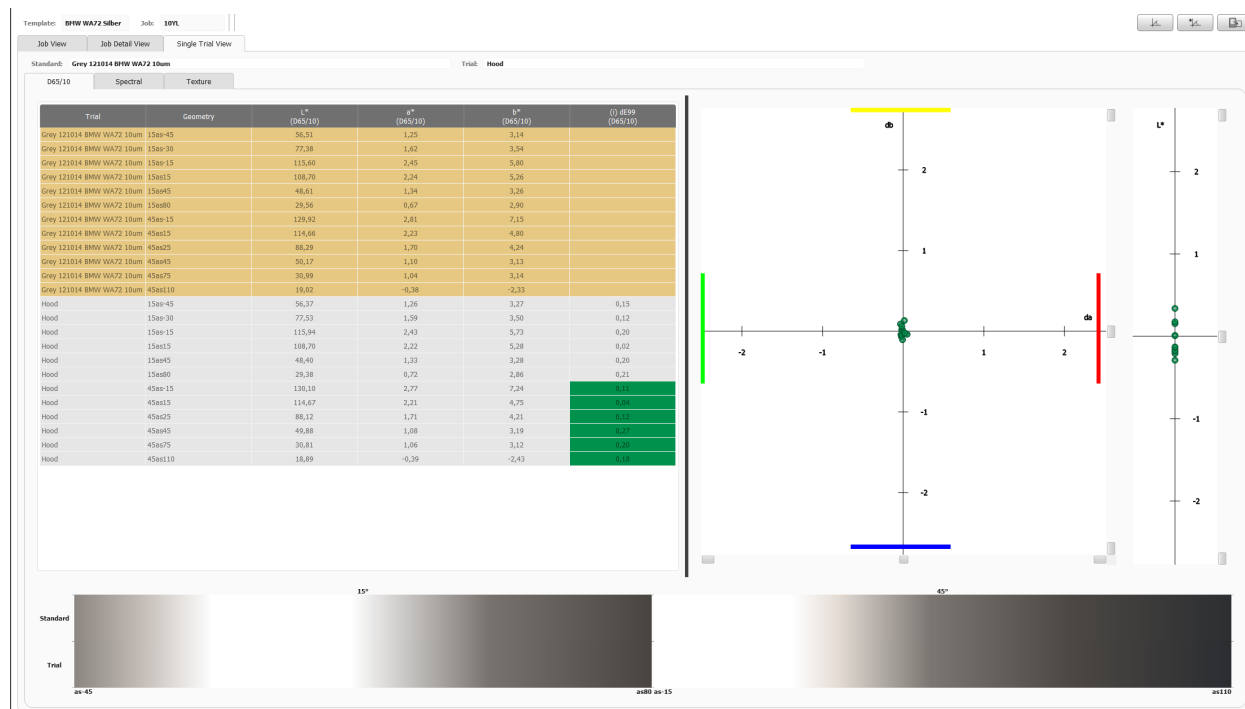 Template: BMW WA72 Silber Job: 10YL
Job View Job Detail View Single Trial View
Standard: Grey 121014 BMW WA72 10um Trial: Hood
D65/10 Spectral Texture
Trial Geometry L* (D65/10) a* (D65/10) b* (D65/10) (i) dE99 (D65/10)
Grey 121014 BMW WA72 10um 15as-45 56,51 1,25 3,14
Grey 121014 BMW WA72 10um 15as-30 77,38 1,62 3,54
Grey 121014 BMW WA72 10um 15as-15 115,60 2,45 5,80
Grey 121014 BMW WA72 10um 15as15 108,70 2,24 5,26
Grey 121014 BMW WA72 10um 15as45 48,61 1,34 3,26
Grey 121014 BMW WA72 10um 15as80 29,56 0,67 2,90
Grey 121014 BMW WA72 10um 45as-15 129,92 2,81 7,15
Grey 121014 BMW WA72 10um 45as15 114,66 2,23 4,80
Grey 121014 BMW WA72 10um 45as25 88,29 1,70 4,24
Grey 121014 BMW WA72 10um 45as45 50,17 1,10 3,13
Grey 121014 BMW WA72 10um 45as75 30,99 1,04 3,14
Grey 121014 BMW WA72 10um 45as110 19,02 -0,38 -2,33
Hood 15as-45 56,37 1,26 3,27 0,15
Hood 15as-30 77,53 1,59 3,50 0,12
Hood 15as-15 115,94 2,43 5,73 0,20
Hood 15as15 108,70 2,22 5,28 0,02
Hood 15as45 48,40 1,33 3,28 0,20
Hood 15as80 29,38 0,72 2,86 0,21
Hood 45as-15 130,10 2,77 7,24 0,11
Hood 45as15 114,67 2,21 4,75 0,04
Hood 45as25 88,12 1,71 4,21 0,12
Hood 45as45 49,88 1,08 3,19 0,27
Hood 45as75 30,81 1,06 3,12 0,20
Hood 45as110 18,89 -0,39 -2,43 0,18
db
2
1
da
-2 -1 1 2
-1
-2
L*
2
1
-1
-2
15° 45°
Standard
Trial
as-45 as80 as-15 as110